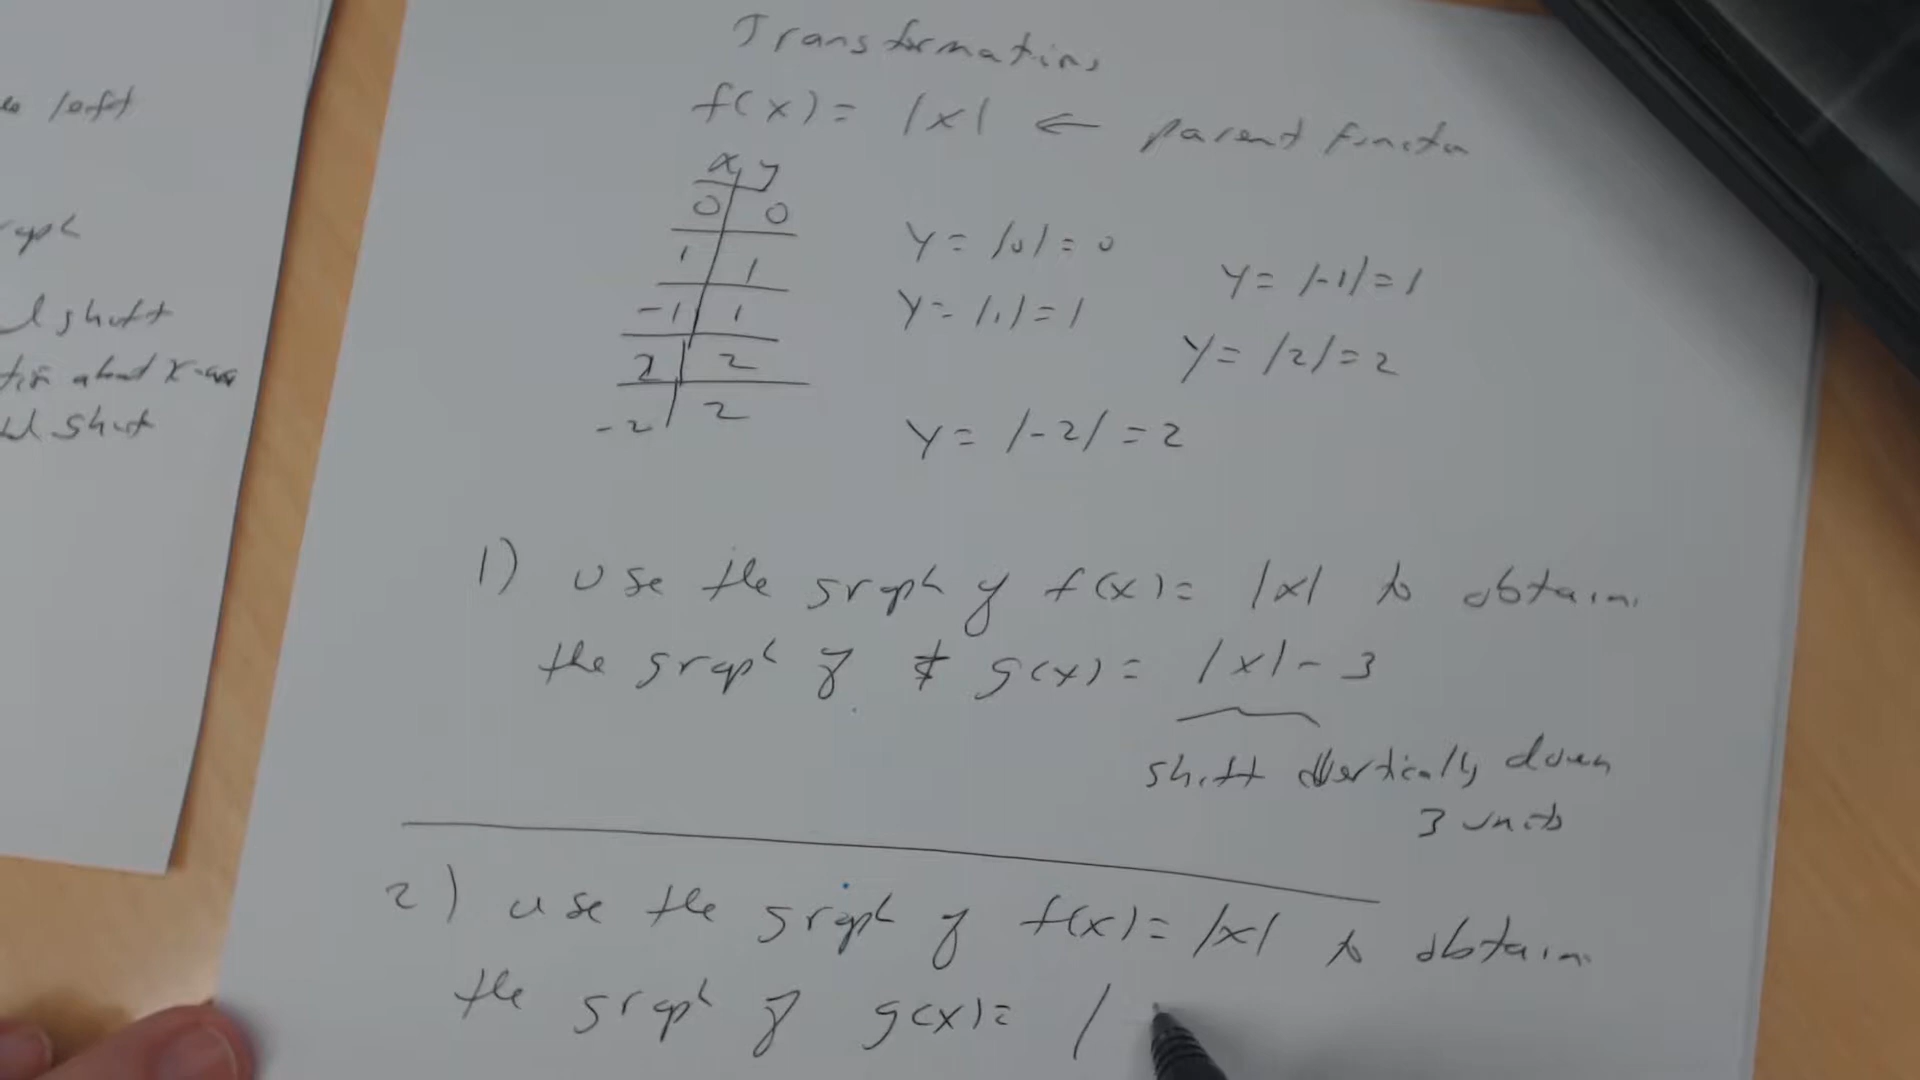 left
shift
about x-axis
shift
Transformations
f(x) = |x| ← parent function
x y
0 0
1 1
-1 1
2 2
-2 2
y = |0| = 0
y = |1| = 1
y = |-1| = 1
y = |2| = 2
y = |-2| = 2
1) use the graph of f(x) = |x| to obtain
the graph of g(x) = |x| - 3
shift vertically down
3 units
2) use the graph of f(x) = |x| to obtain
the graph of g(x) = |